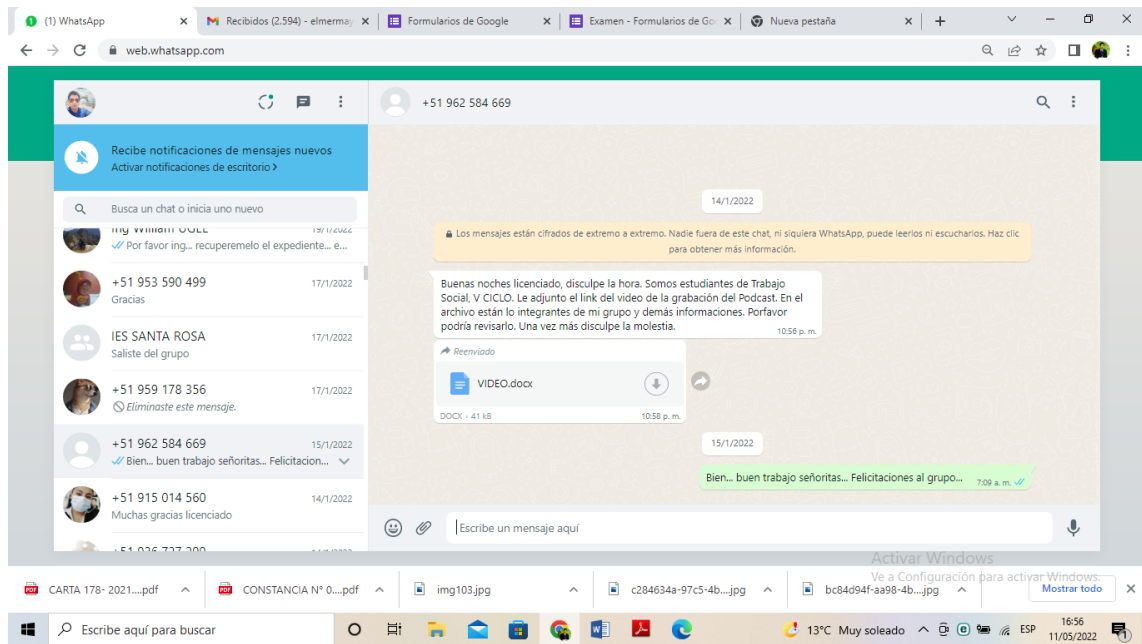 (1) WhatsApp
Recibidos (2.594) - elmermay
Formularios de Google
Examen - Formularios de Go
Nueva pestaña
web.whatsapp.com
+51 962 584 669
Recibe notificaciones de mensajes nuevos
Activar notificaciones de escritorio >
Busca un chat o inicia uno nuevo
Ing William UGEL 19/1/2022
Por favor ing... recuperemelo el expediente... e...
+51 953 590 499 17/1/2022
Gracias
IES SANTA ROSA 17/1/2022
Saliste del grupo
+51 959 178 356 17/1/2022
Eliminaste este mensaje.
+51 962 584 669 15/1/2022
Bien... buen trabajo señoritas... Felicitacion...
+51 915 014 560 14/1/2022
Muchas gracias licenciado
14/1/2022
Los mensajes están cifrados de extremo a extremo. Nadie fuera de este chat, ni siquiera WhatsApp, puede leerlos ni escucharlos. Haz clic
para obtener más información.
Buenas noches licenciado, disculpe la hora. Somos estudiantes de Trabajo
Social, V CICLO. Le adjunto el link del video de la grabación del Podcast. En el
archivo están lo integrantes de mi grupo y demás informaciones. Porfavor
podría revisarlo. Una vez más disculpe la molestia.
10:56 p. m.
Reenviado
VIDEO.docx
DOCX • 41 kB 10:58 p. m.
15/1/2022
Bien... buen trabajo señoritas... Felicitaciones al grupo... 7:09 a. m.
Escribe un mensaje aquí
Activar Windows
Ve a Configuración para activar Windows.
CARTA 178- 2021....pdf
CONSTANCIA N° 0....pdf
img103.jpg
c284634a-97c5-4b....jpg
bc84d94f-aa98-4b....jpg
Mostrar todo
Escribe aquí para buscar
13°C Muy soleado
ESP
16:56
11/05/2022